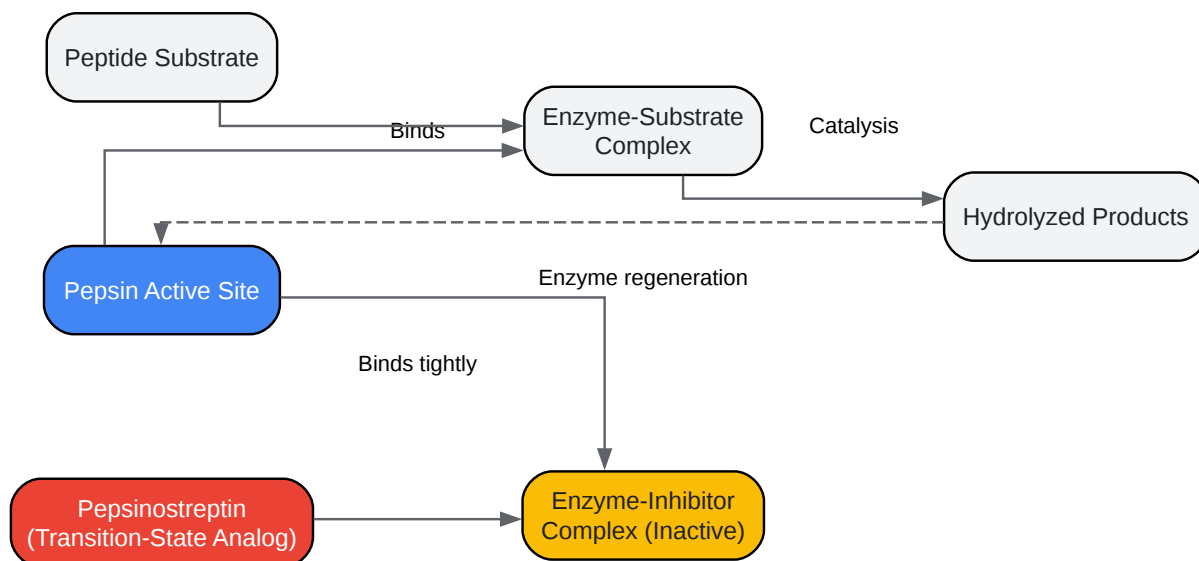 Peptide Substrate
Enzyme-Substrate
Complex
Catalysis
Binds
Hydrolyzed Products
Pepsin Active Site
Enzyme regeneration
Binds tightly
Pepsinostreptin
(Transition-State Analog)
Enzyme-Inhibitor
Complex (Inactive)